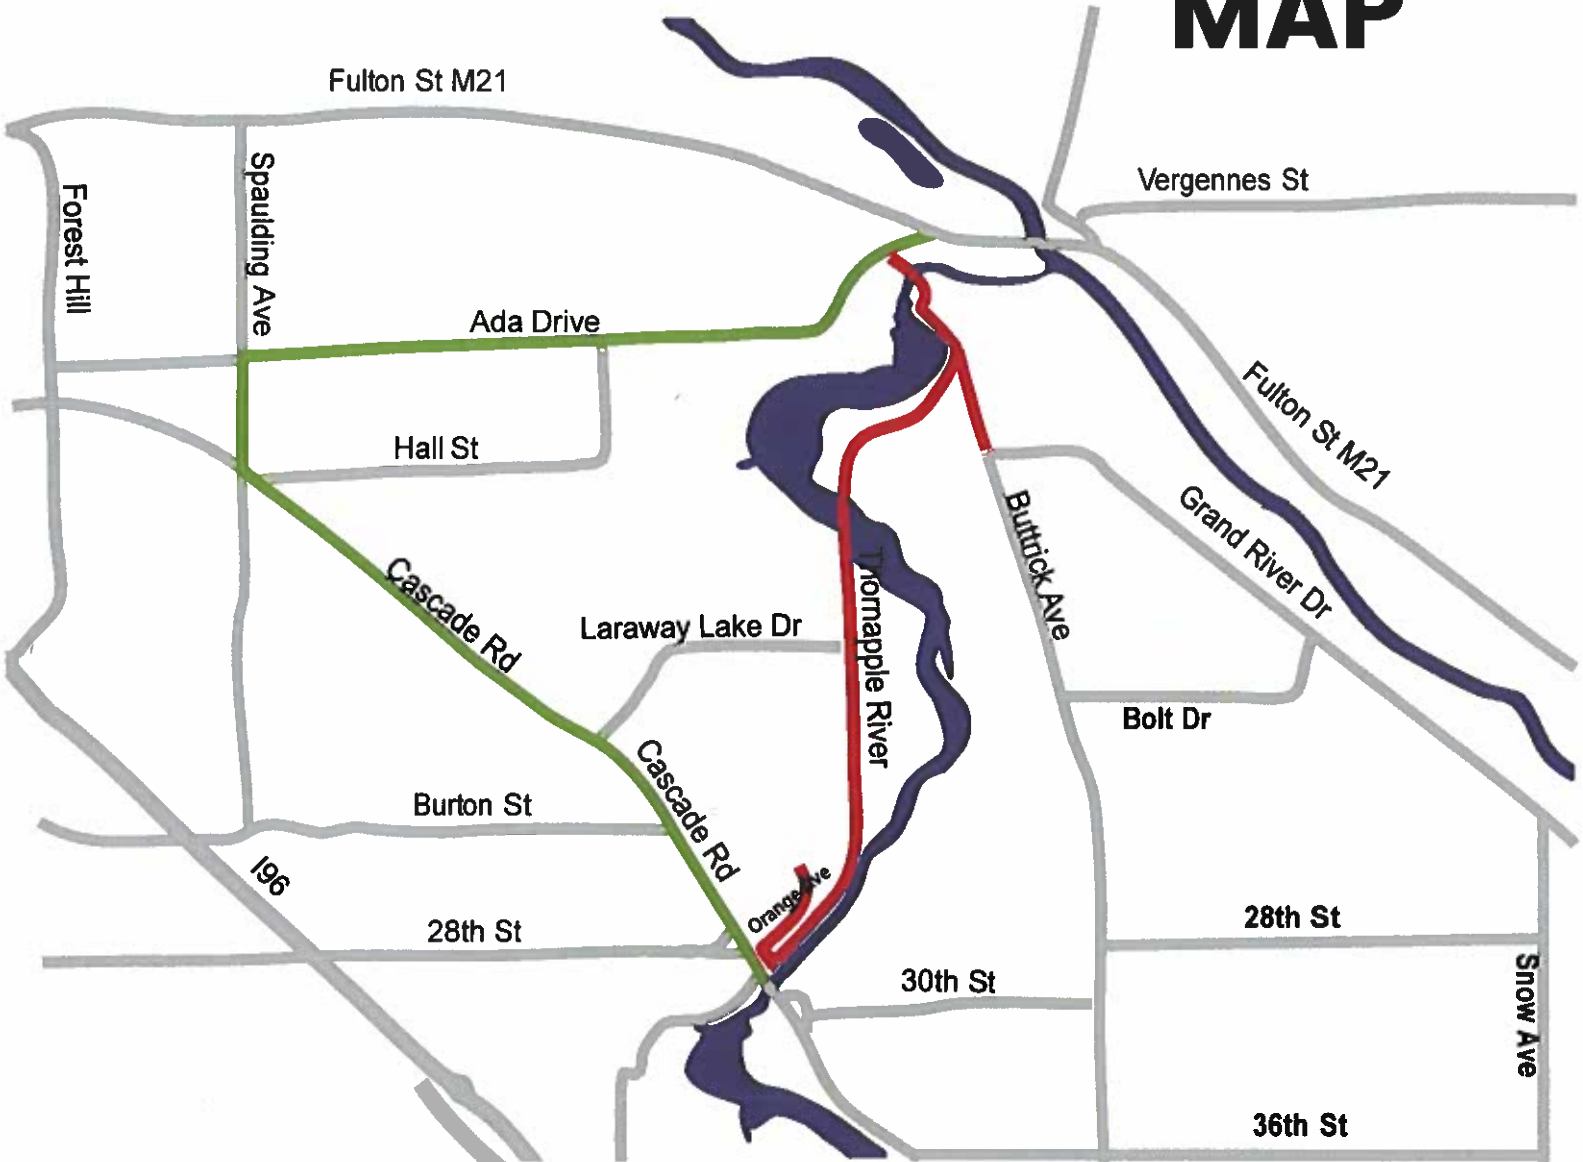 MAP
Fulton St M21
Vergennes St
Spaulding Ave
Forest Hill
Ada Drive
Fulton St M21
Hall St
Grand River Dr
Buttrick Ave
Cascade Rd
Thornapple River
Laraway Lake Dr
Bolt Dr
Cascade Rd
Burton St
I96
Orange Ave
28th St
28th St
30th St
Snow Ave
36th St